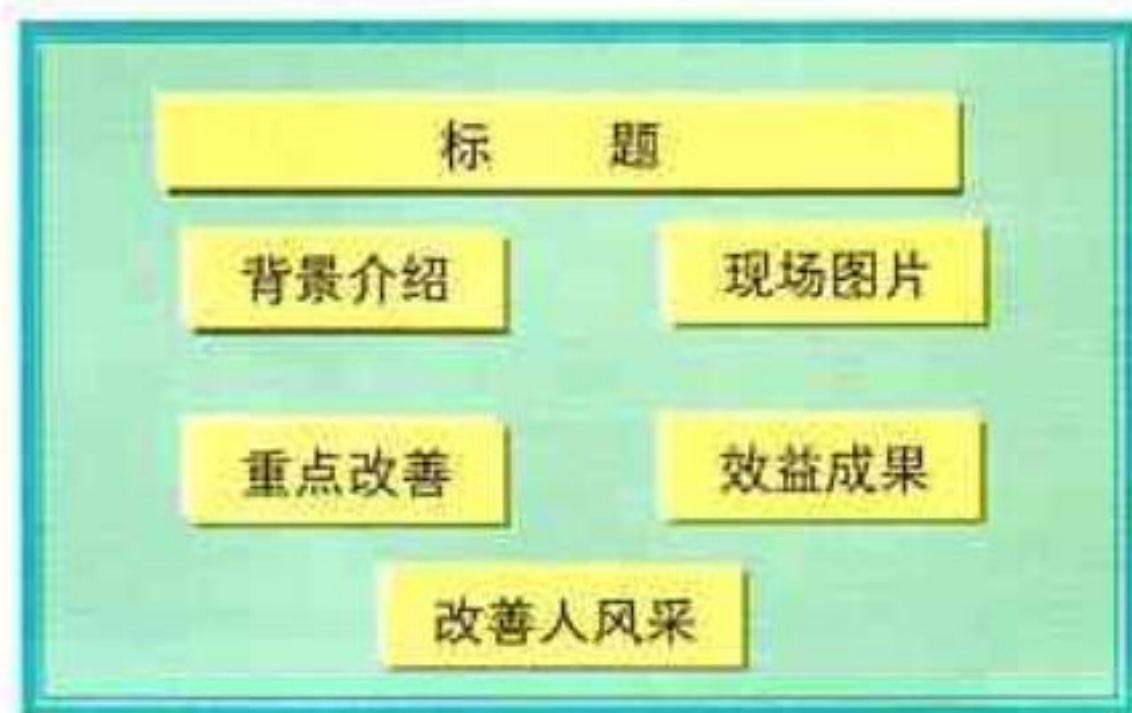 标 题
背景介绍
现场图片
重点改善
效益成果
改善人风采